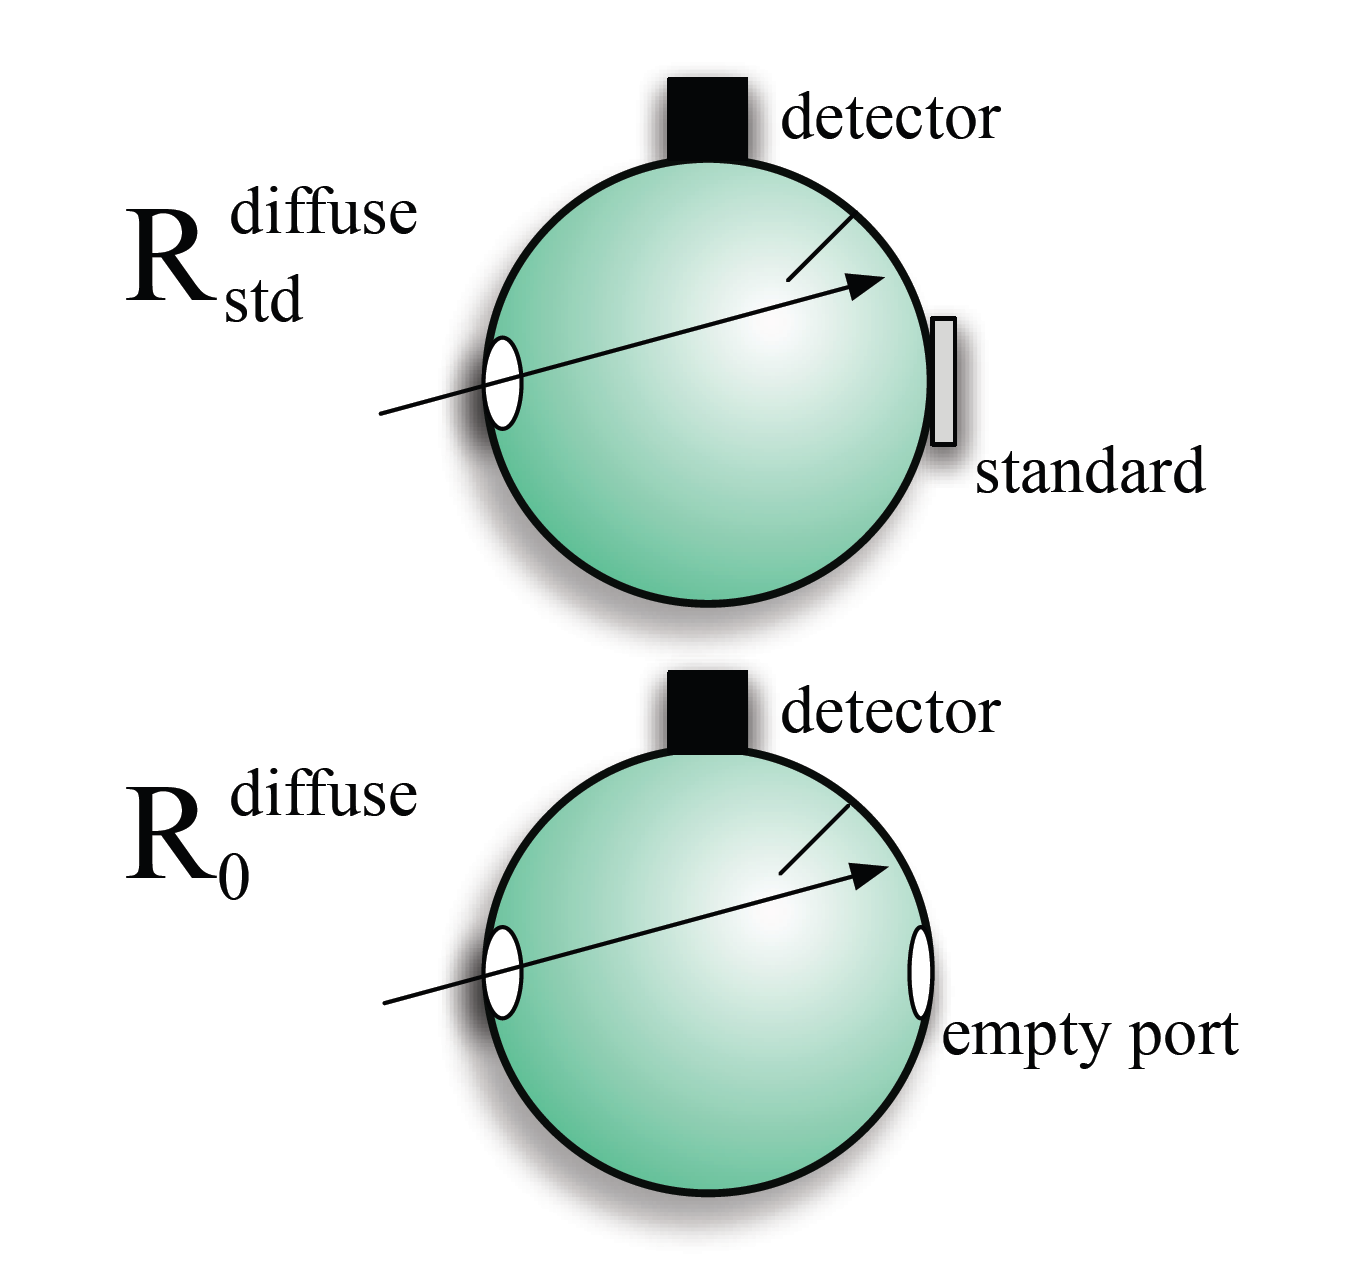 detector
R diffuse std
standard
detector
R diffuse 0
empty port